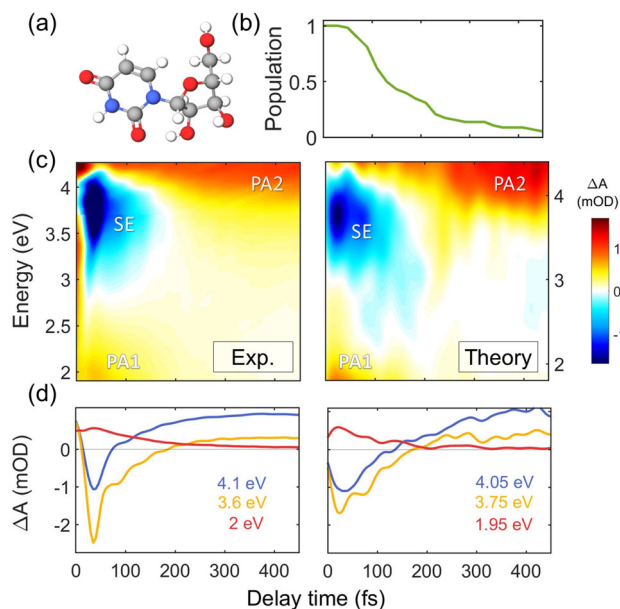 (a)
(b)
Population
1
0.5
0
(c)
Energy (eV)
4
3.5
3
2.5
2
SE
PA2
PA1
Exp.
SE
PA2
PA1
Theory
4
3
2
ΔA
(mOD)
1
0
-1
(d)
ΔA (mOD)
0
-1
-2
4.1 eV
3.6 eV
2 eV
4.05 eV
3.75 eV
1.95 eV
0 100 200 300 400
0 100 200 300 400
Delay time (fs)